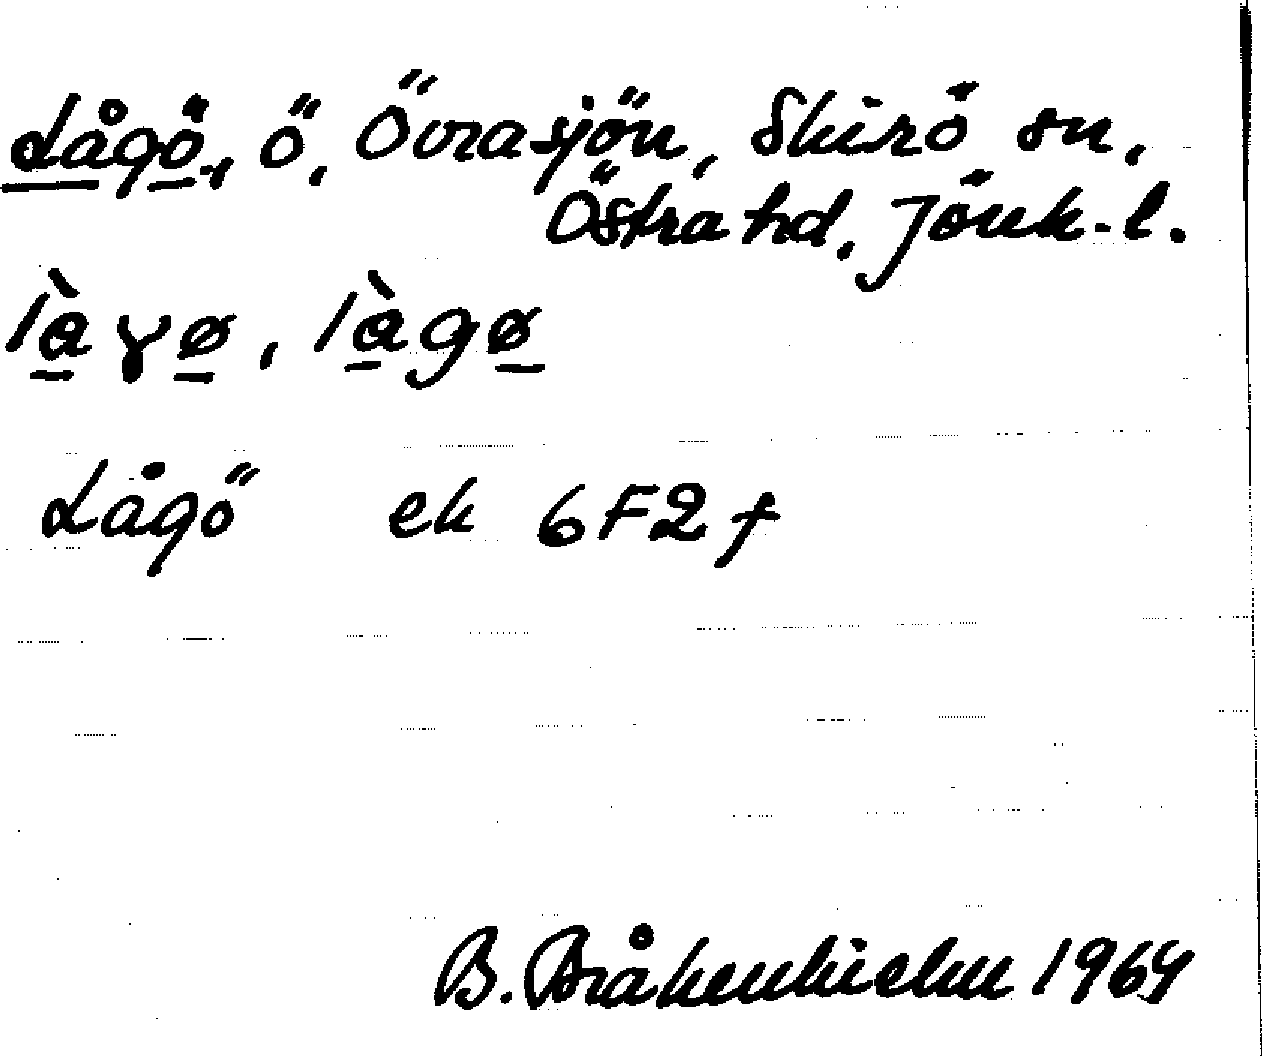 Lågö, ö, Övrasjön, Skirö sn,
Östra hd. Jönk-l.
làɣø, làgø
Lågö ek 6F2f
B. Bråkenhielm 1964